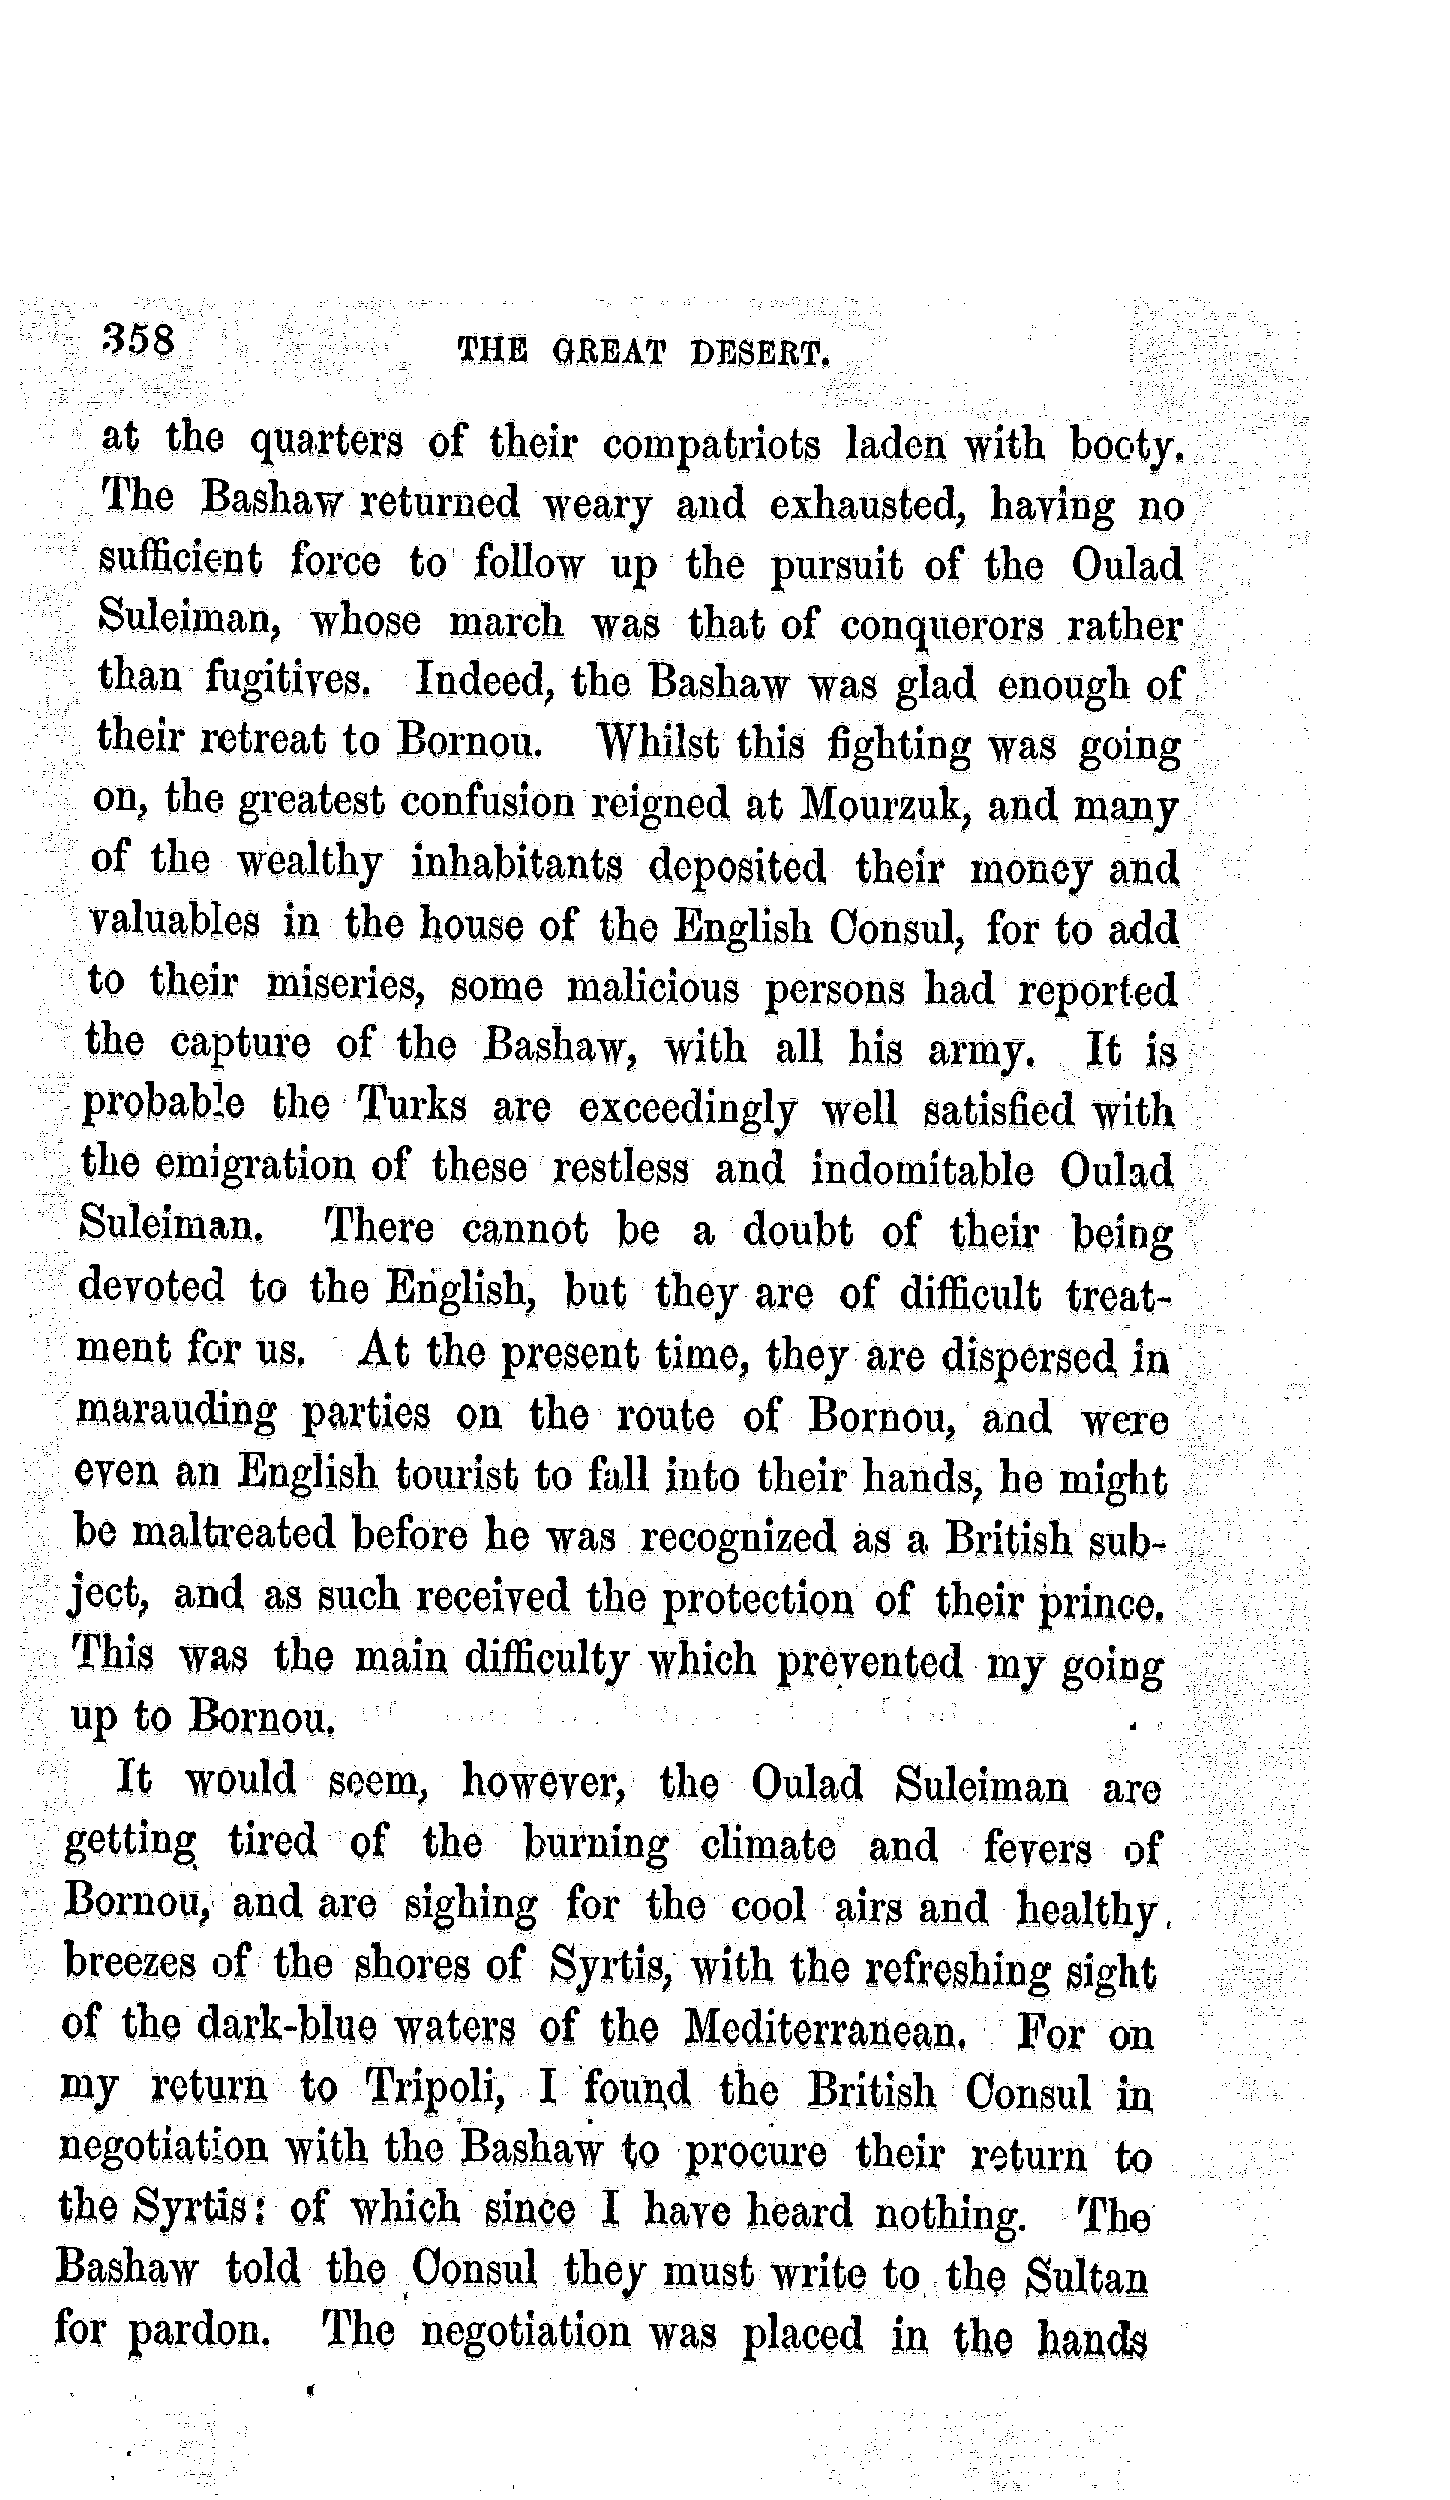 358 THE GREAT DESERT.
at the quarters of their compatriots laden with booty.
The Bashaw returned weary and exhausted, having no
sufficient force to follow up the pursuit of the Oulad
Suleiman, whose march was that of conquerors rather
than fugitives. Indeed, the Bashaw was glad enough of
their retreat to Bornou. Whilst this fighting was going
on, the greatest confusion reigned at Mourzuk, and many
of the wealthy inhabitants deposited their money and
valuables in the house of the English Consul, for to add
to their miseries, some malicious persons had reported
the capture of the Bashaw, with all his army. It is
probable the Turks are exceedingly well satisfied with
the emigration of these restless and indomitable Oulad
Suleiman. There cannot be a doubt of their being
devoted to the English, but they are of difficult treat-
ment for us. At the present time, they are dispersed in
marauding parties on the route of Bornou, and were
even an English tourist to fall into their hands, he might
be maltreated before he was recognized as a British sub-
ject, and as such received the protection of their prince.
This was the main difficulty which prevented my going
up to Bornou.
It would seem, however, the Oulad Suleiman are
getting tired of the burning climate and fevers of
Bornou, and are sighing for the cool airs and healthy
breezes of the shores of Syrtis, with the refreshing sight
of the dark-blue waters of the Mediterranean. For on
my return to Tripoli, I found the British Consul in
negotiation with the Bashaw to procure their return to
the Syrtis: of which since I have heard nothing. The
Bashaw told the Consul they must write to the Sultan
for pardon. The negotiation was placed in the hands